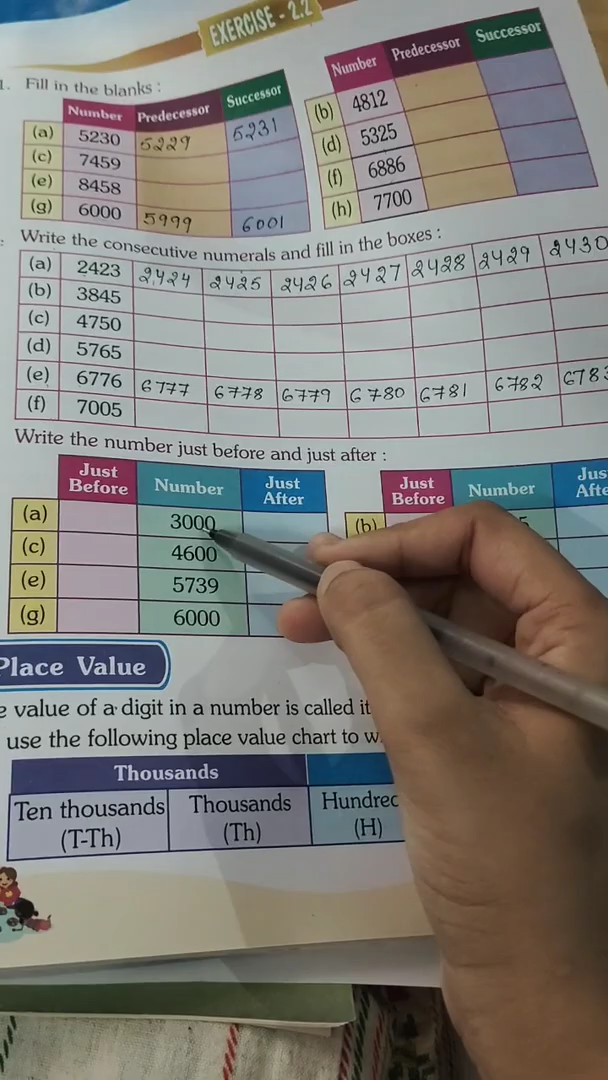 EXERCISE - 2.2
1. Fill in the blanks :
Number Predecessor Successor
(a) 5230 5229 5231
(c) 7459
(e) 8458
(g) 6000 5999 6001
Number Predecessor Successor
(b) 4812
(d) 5325
(f) 6886
(h) 7700
Write the consecutive numerals and fill in the boxes :
(a) 2423 2424 2425 2426 2427 2428 2429 2430
(b) 3845
(c) 4750
(d) 5765
(e) 6776 6777 6778 6779 6780 6781 6782 6783
(f) 7005
Write the number just before and just after :
Just Before Number Just After
(a) 3000
(c) 4600
(e) 5739
(g) 6000
Just Before Number Jus Afte
(b) 5
Place Value
e value of a digit in a number is called it
use the following place value chart to w
Thousands
Ten thousands (T-Th) Thousands (Th) Hundred (H)